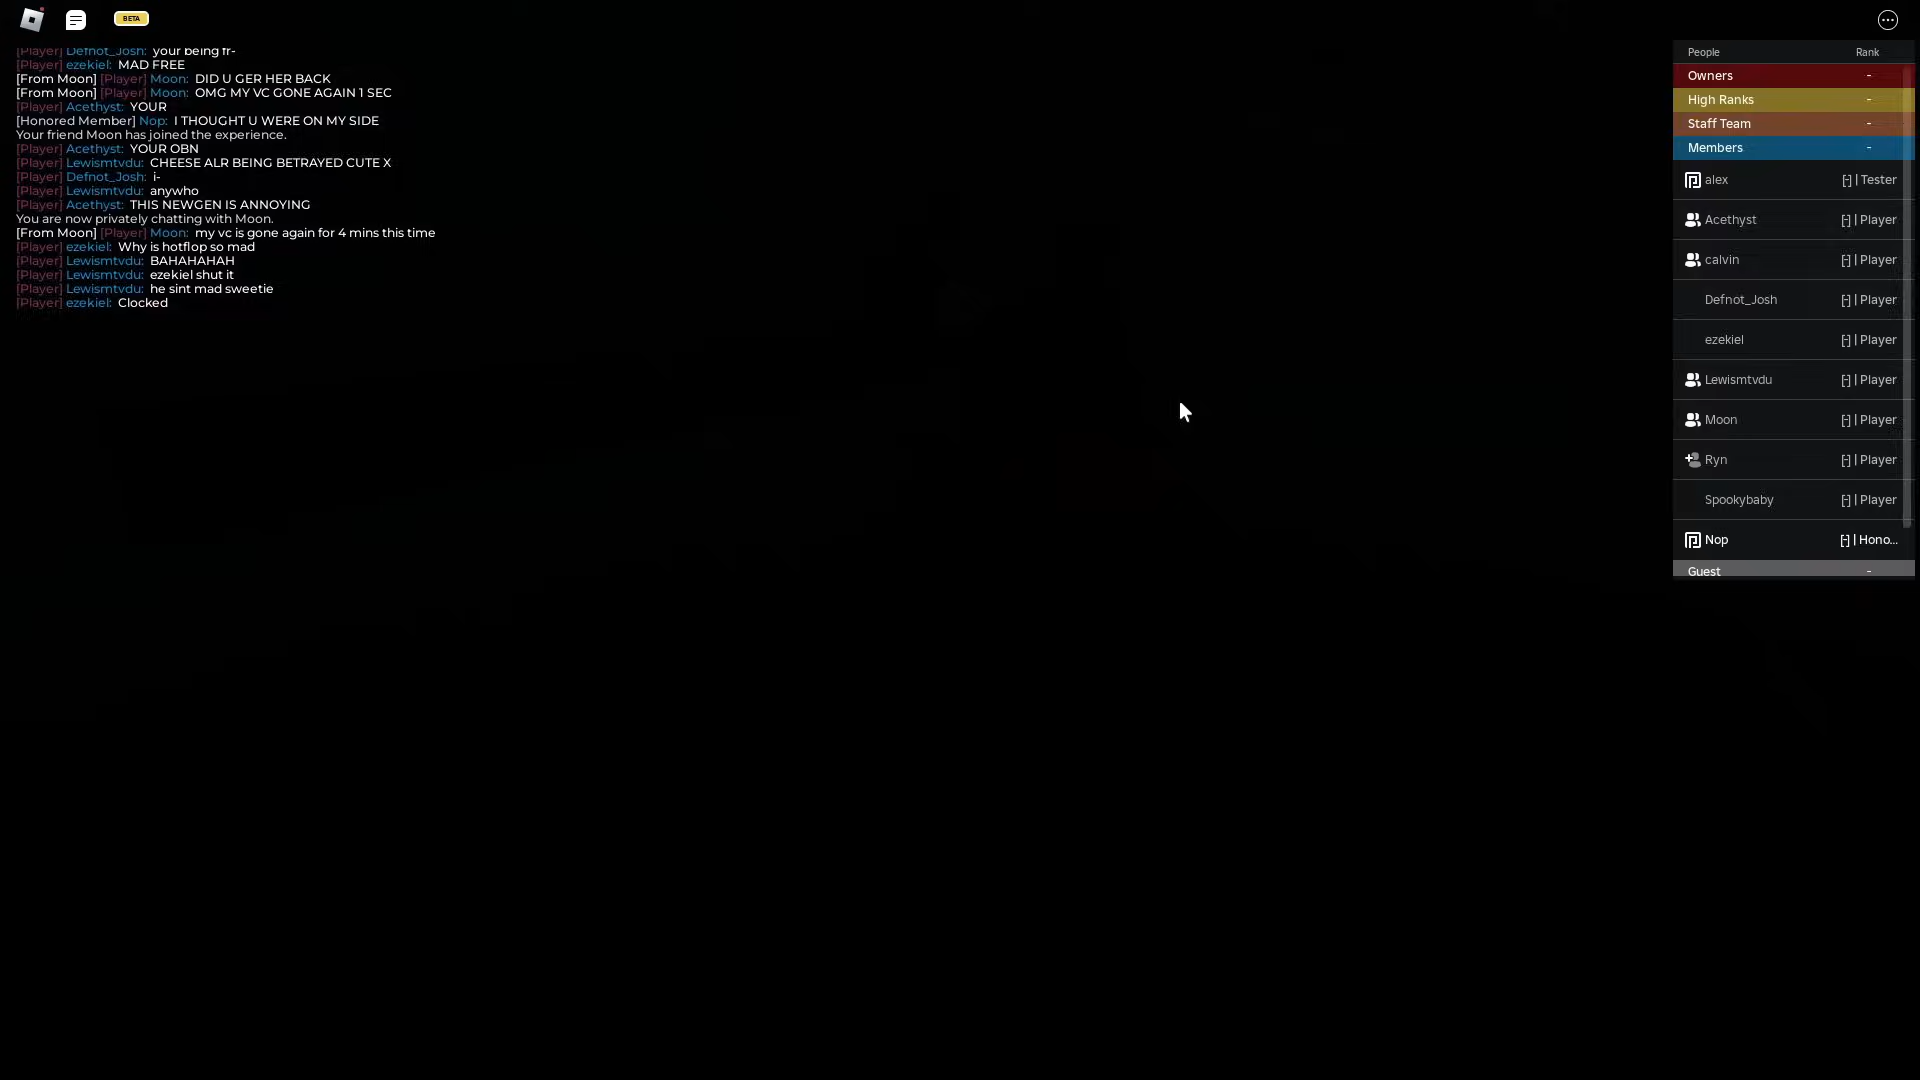 BETA
[Player] Defnot_Josh: your being fr-
[Player] ezekiel: MAD FREE
[From Moon] [Player] Moon: DID U GER HER BACK
[From Moon] [Player] Moon: OMG MY VC GONE AGAIN 1 SEC
[Player] Acethyst: YOUR
[Honored Member] Nop: I THOUGHT U WERE ON MY SIDE
Your friend Moon has joined the experience.
[Player] Acethyst: YOUR OBN
[Player] Lewismtvdu: CHEESE ALR BEING BETRAYED CUTE X
[Player] Defnot_Josh: i-
[Player] Lewismtvdu: anywho
[Player] Acethyst: THIS NEWGEN IS ANNOYING
You are now privately chatting with Moon.
[From Moon] [Player] Moon: my vc is gone again for 4 mins this time
[Player] ezekiel: Why is hotflop so mad
[Player] Lewismtvdu: BAHAHAHAH
[Player] Lewismtvdu: ezekiel shut it
[Player] Lewismtvdu: he sint mad sweetie
[Player] ezekiel: Clocked
People Rank
Owners -
High Ranks -
Staff Team -
Members -
alex [-] | Tester
Acethyst [-] | Player
calvin [-] | Player
Defnot_Josh [-] | Player
ezekiel [-] | Player
Lewismtvdu [-] | Player
Moon [-] | Player
Ryn [-] | Player
Spookybaby [-] | Player
Nop [-] | Hono...
Guest -